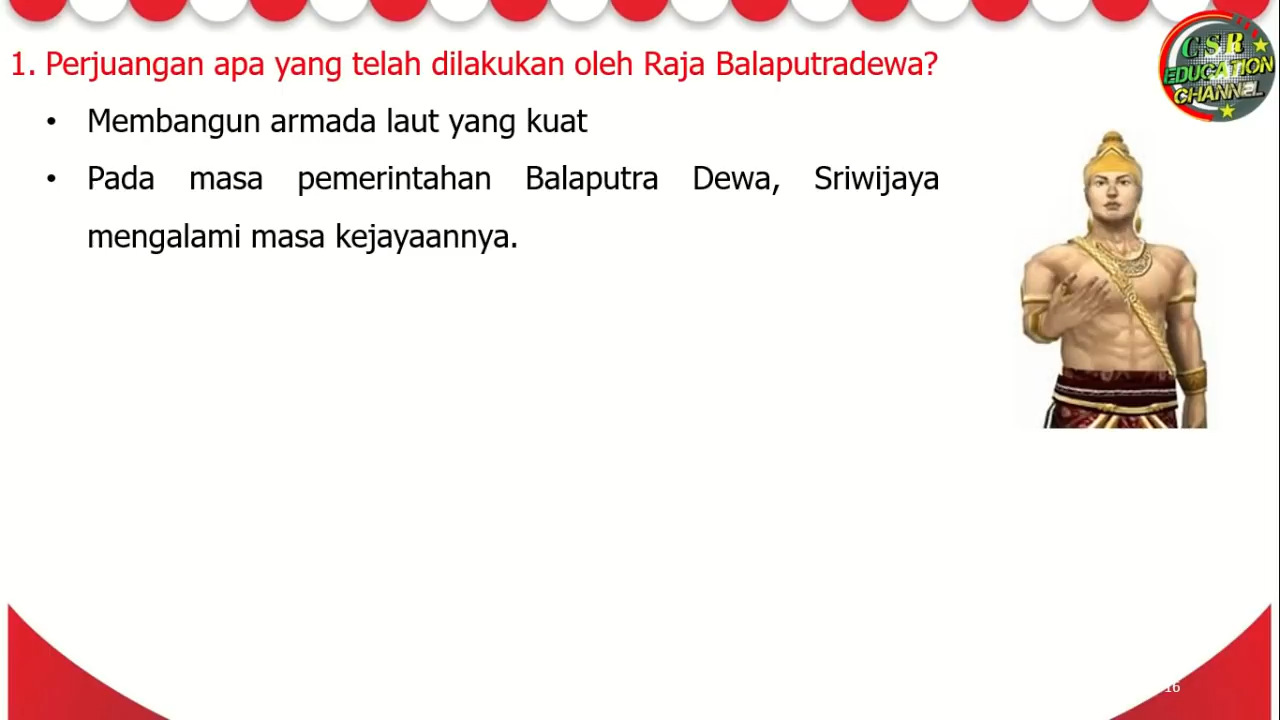 1. Perjuangan apa yang telah dilakukan oleh Raja Balaputradewa?
• Membangun armada laut yang kuat
• Pada masa pemerintahan Balaputra Dewa, Sriwijaya
mengalami masa kejayaannya.
CSR
EDUCATION
CHANNEL
16